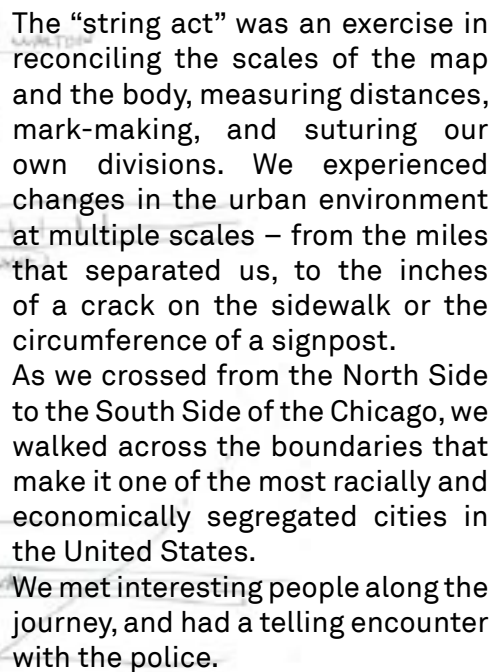 The “string act” was an exercise in
reconciling the scales of the map
and the body, measuring distances,
mark-making, and suturing our
own divisions. We experienced
changes in the urban environment
at multiple scales – from the miles
that separated us, to the inches
of a crack on the sidewalk or the
circumference of a signpost.
As we crossed from the North Side
to the South Side of the Chicago, we
walked across the boundaries that
make it one of the most racially and
economically segregated cities in
the United States.
We met interesting people along the
journey, and had a telling encounter
with the police.